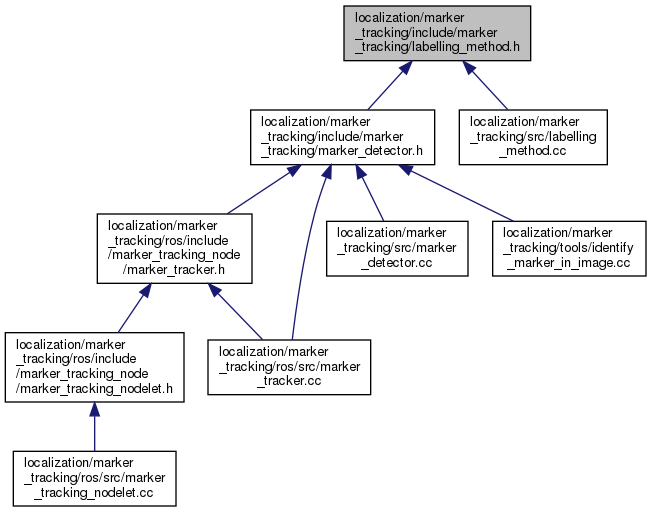 localization/marker
_tracking/include/marker
_tracking/labelling_method.h
localization/marker
_tracking/include/marker
_tracking/marker_detector.h
localization/marker
_tracking/src/labelling
_method.cc
localization/marker
_tracking/ros/include
/marker_tracking_node
/marker_tracker.h
localization/marker
_tracking/src/marker
_detector.cc
localization/marker
_tracking/tools/identify
_marker_in_image.cc
localization/marker
_tracking/ros/include
/marker_tracking_node
/marker_tracking_nodelet.h
localization/marker
_tracking/ros/src/marker
_tracker.cc
localization/marker
_tracking/ros/src/marker
_tracking_nodelet.cc